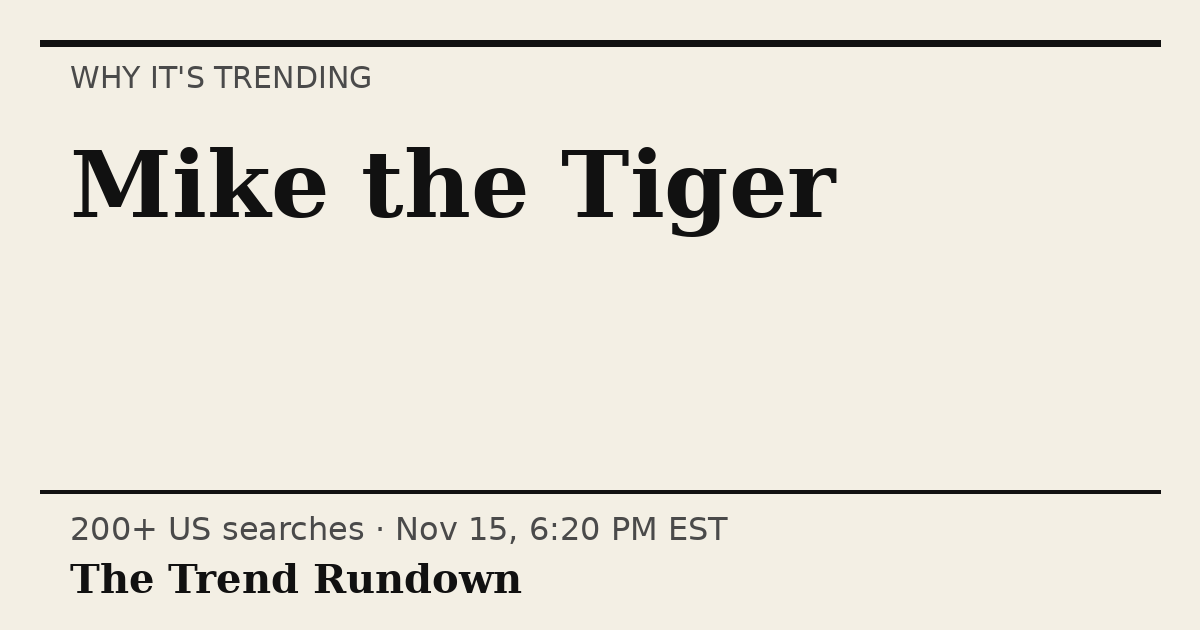 WHY IT'S TRENDING
Mike the Tiger
200+ US searches · Nov 15, 6:20 PM EST
The Trend Rundown